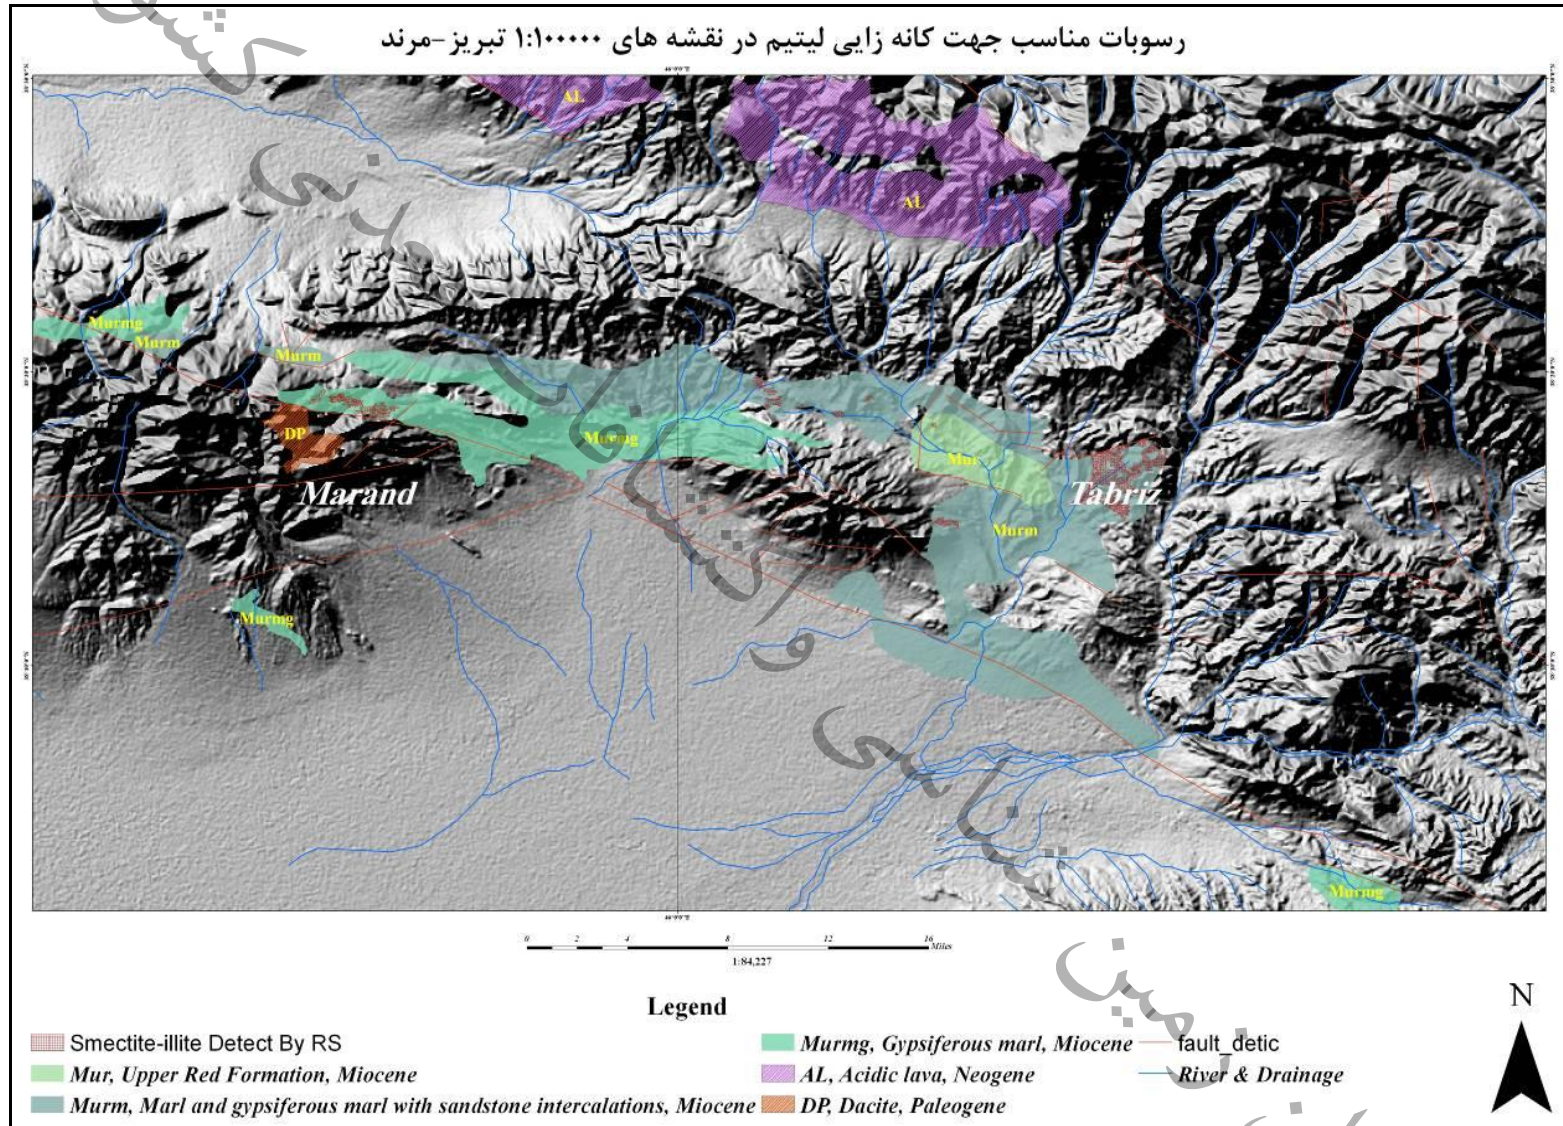 رسوبات مناسب جهت کانه زایی لیتیم در نقشه های ۱:۱۰۰۰۰۰ تبریز-مرند
AL
AL
Murmg
Murm
Murm
DP
Murmg
Mur
Marand
Tabriz
Murm
Murmg
Murmg
0 2 4 8 12 16
Miles
1:84,227
Legend
N
Smectite-illite Detect By RS
Mur, Upper Red Formation, Miocene
Murm, Marl and gypsiferous marl with sandstone intercalations, Miocene
Murmg, Gypsiferous marl, Miocene
AL, Acidic lava, Neogene
DP, Dacite, Paleogene
fault_detic
River & Drainage